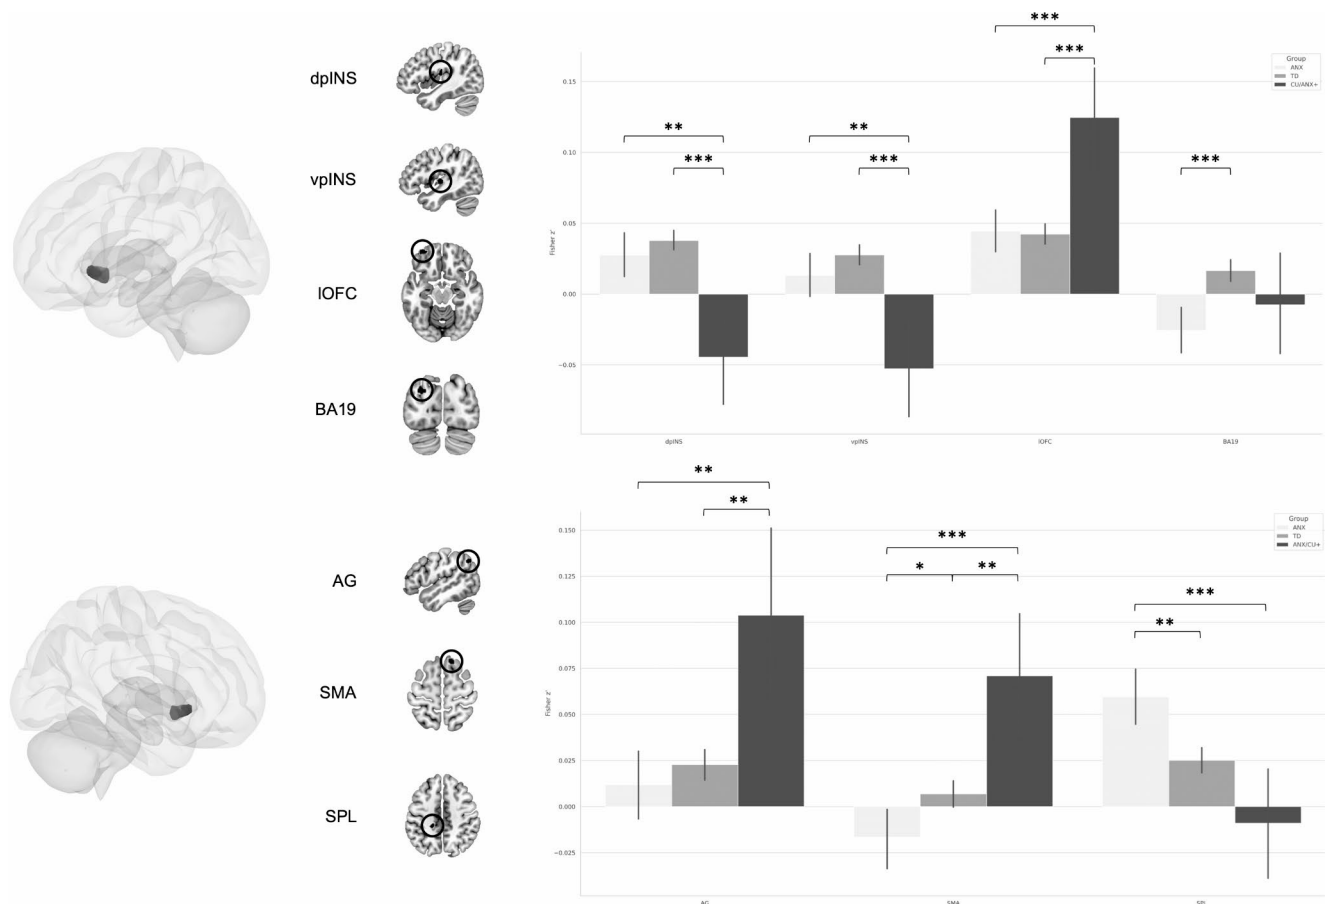 dpINS
vpINS
lOFC
BA19
*** 
***
**
***
**
***
***
Group
ANX
TD
CU/ANX+
0.15
0.10
0.05
0.00
−0.05
Fisher z'
dpINS
vpINS
lOFC
BA19
AG
SMA
SPL
**
**
***
*
**
***
**
Group
ANX
TD
ANX/CU+
0.150
0.125
0.100
0.075
0.050
0.025
0.000
−0.025
Fisher z'
AG
SMA
SPL